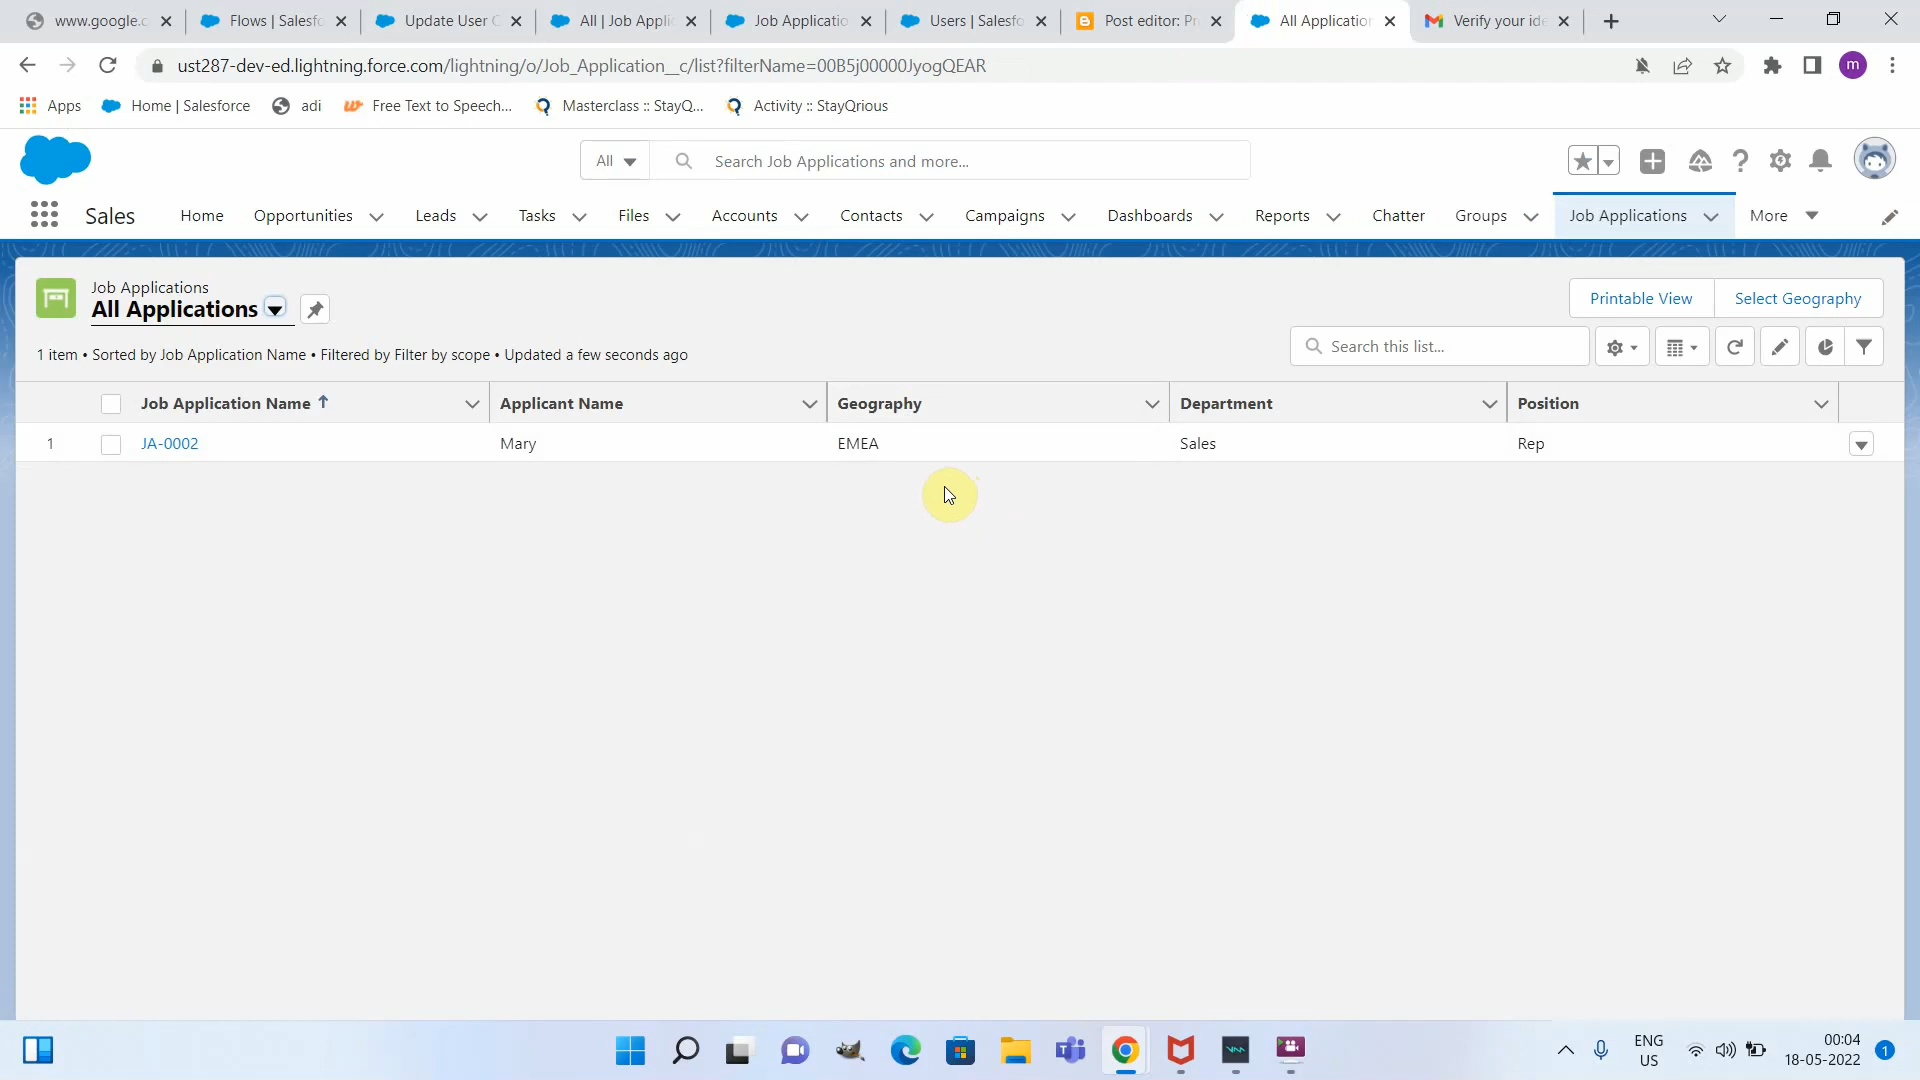 www.google.c
Flows | Salesfo
Update User C
All | Job Applic
Job Applicatio
Users | Salesfo
Post editor: Pr
All Application
Verify your ide
ust287-dev-ed.lightning.force.com/lightning/o/Job_Application__c/list?filterName=00B5j00000JyogQEAR
m
Apps
Home | Salesforce
adi
Free Text to Speech...
Masterclass :: StayQ...
Activity :: StayQrious
All
Search Job Applications and more...
Sales
Home
Opportunities
Leads
Tasks
Files
Accounts
Contacts
Campaigns
Dashboards
Reports
Chatter
Groups
Job Applications
More
Job Applications
All Applications
Printable View
Select Geography
1 item • Sorted by Job Application Name • Filtered by Filter by scope • Updated a few seconds ago
Search this list...
Job Application Name
Applicant Name
Geography
Department
Position
1
JA-0002
Mary
EMEA
Sales
Rep
ENG
US
00:04
18-05-2022
1